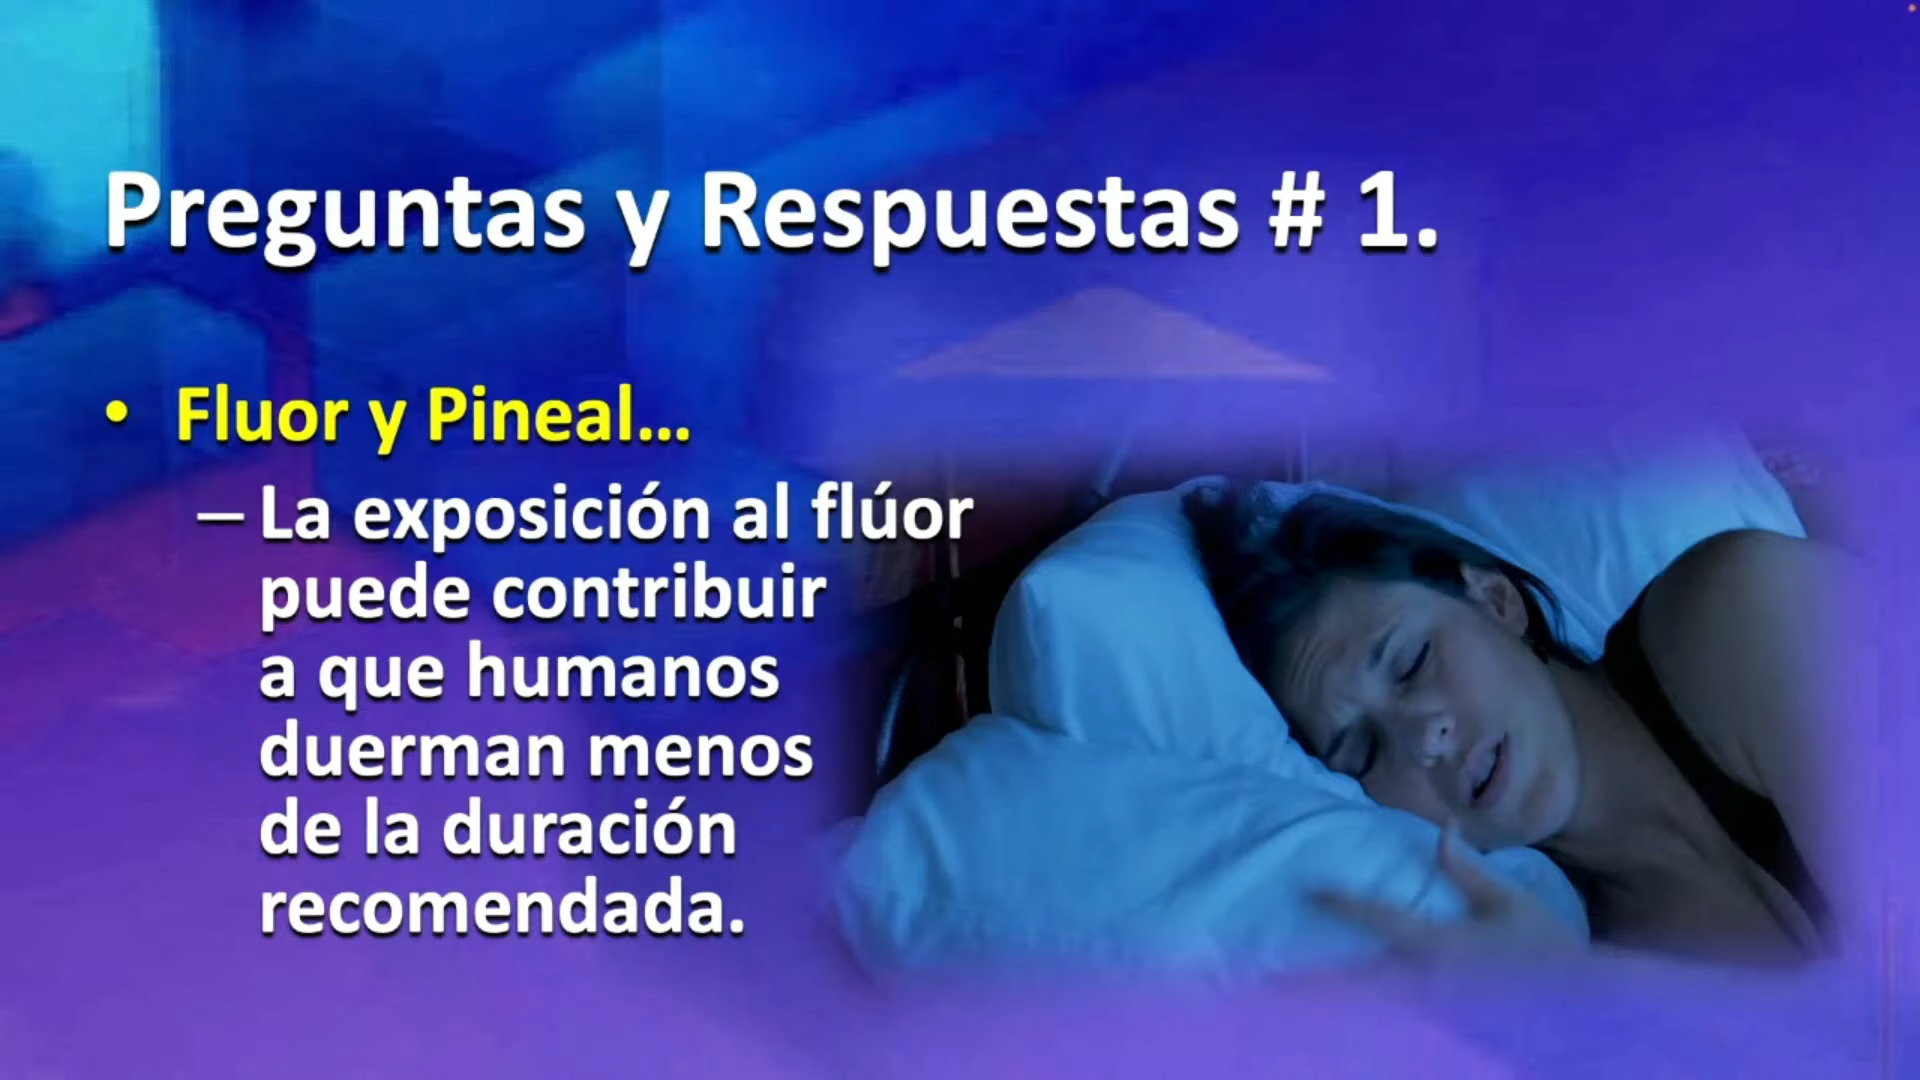 Preguntas y Respuestas # 1.
• Fluor y Pineal...
– La exposición al flúor
puede contribuir
a que humanos
duerman menos
de la duración
recomendada.